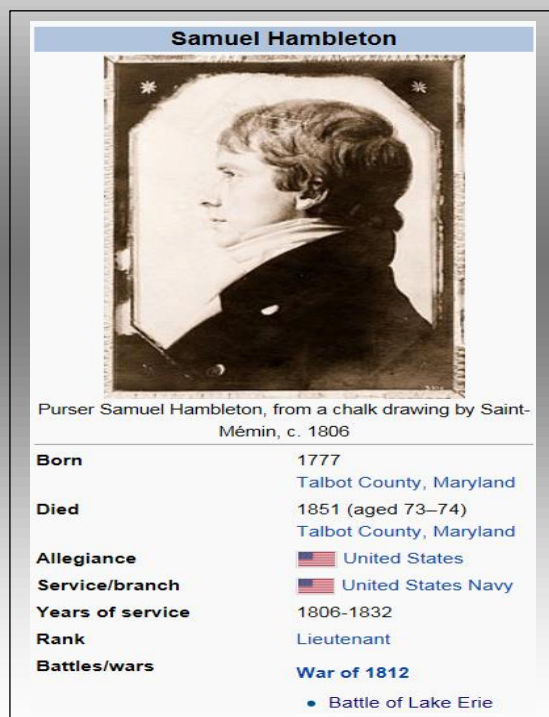 Samuel Hambleton
Purser Samuel Hambleton, from a chalk drawing by Saint-
Mémin, c. 1806
Born 1777
Talbot County, Maryland
Died 1851 (aged 73–74)
Talbot County, Maryland
Allegiance United States
Service/branch United States Navy
Years of service 1806-1832
Rank Lieutenant
Battles/wars War of 1812
• Battle of Lake Erie